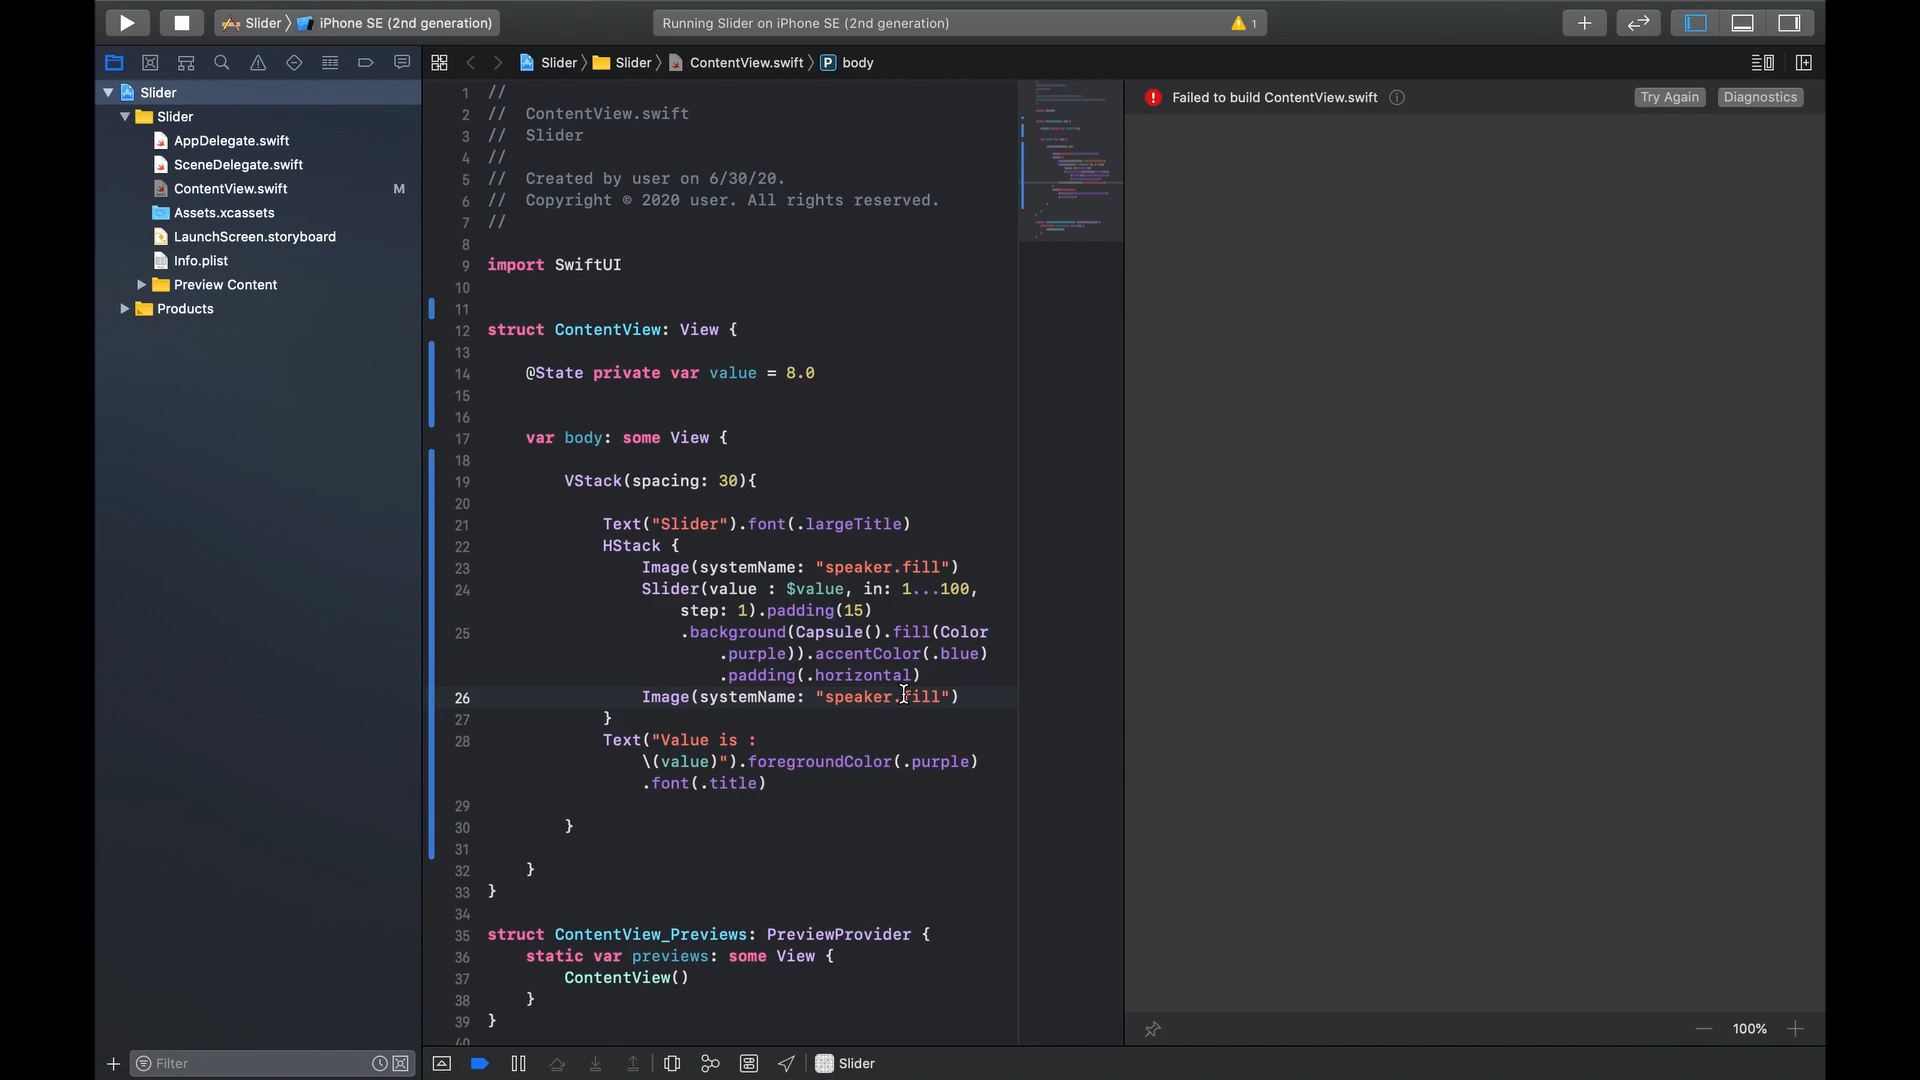 Slider
iPhone SE (2nd generation)
Running Slider on iPhone SE (2nd generation)
1
Slider
Slider
AppDelegate.swift
SceneDelegate.swift
ContentView.swift
M
Assets.xcassets
LaunchScreen.storyboard
Info.plist
Preview Content
Products
Filter
Slider
Slider
ContentView.swift
P
body
1 //
2 // ContentView.swift
3 // Slider
4 //
5 // Created by user on 6/30/20.
6 // Copyright © 2020 user. All rights reserved.
7 //
8
9 import SwiftUI
10
11
12 struct ContentView: View {
13
14 @State private var value = 8.0
15
16
17 var body: some View {
18
19 VStack(spacing: 30){
20
21 Text("Slider").font(.largeTitle)
22 HStack {
23 Image(systemName: "speaker.fill")
24 Slider(value : $value, in: 1...100,
step: 1).padding(15)
25 .background(Capsule().fill(Color
.purple)).accentColor(.blue)
.padding(.horizontal)
26 Image(systemName: "speaker.fill")
27 }
28 Text("Value is :
\(value)").foregroundColor(.purple)
.font(.title)
29
30 }
31
32 }
33 }
34
35 struct ContentView_Previews: PreviewProvider {
36 static var previews: some View {
37 ContentView()
38 }
39 }
40
Failed to build ContentView.swift
Try Again
Diagnostics
100%
Slider